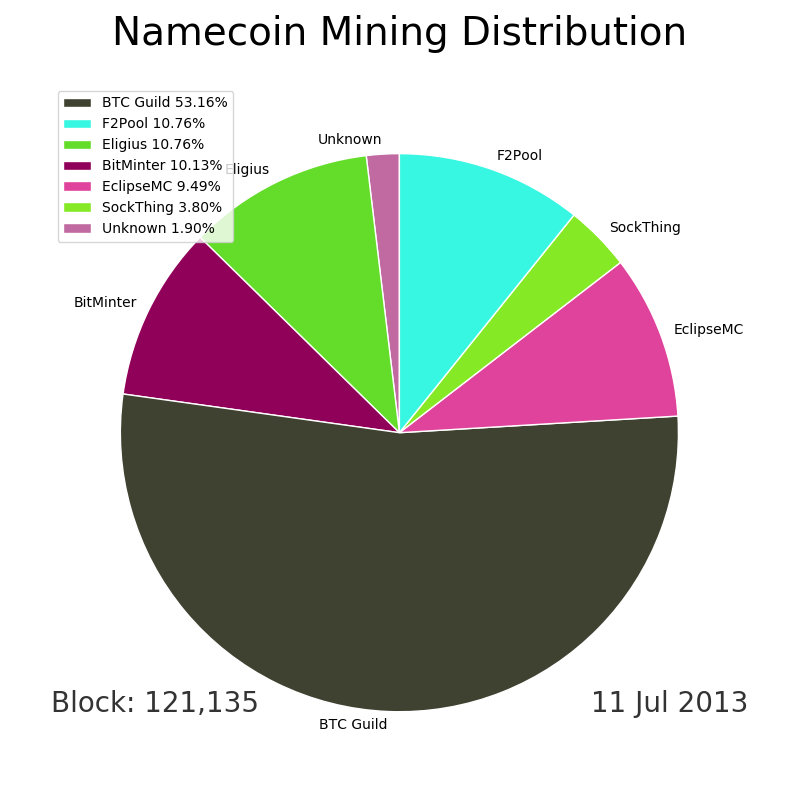 Namecoin Mining Distribution
BTC Guild 53.16%
F2Pool 10.76%
Eligius 10.76%
BitMinter 10.13%
EclipseMC 9.49%
SockThing 3.80%
Unknown 1.90%
Unknown
F2Pool
Eligius
SockThing
BitMinter
EclipseMC
Block: 121,135
11 Jul 2013
BTC Guild